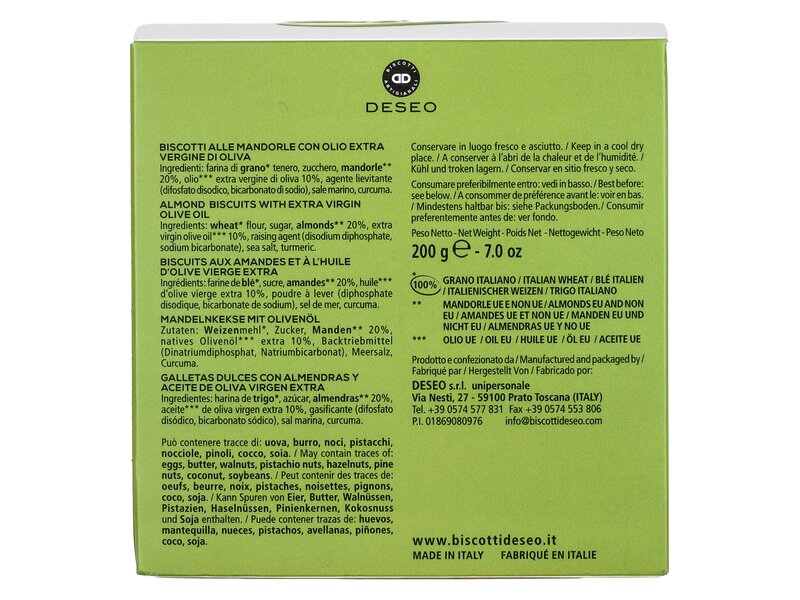 BISCOTTI
ARTIGIANALI
DESEO
BISCOTTI ALLE MANDORLE CON OLIO EXTRA
VERGINE DI OLIVA
Ingredienti: farina di grano* tenero, zucchero, mandorle**
20%, olio*** extra vergine di oliva 10%, agente lievitante
(difosfato disodico, bicarbonato di sodio), sale marino, curcuma.
ALMOND BISCUITS WITH EXTRA VIRGIN
OLIVE OIL
Ingredients: wheat* flour, sugar, almonds** 20%, extra
virgin olive oil*** 10%, raising agent (disodium diphosphate,
sodium bicarbonate), sea salt, turmeric.
BISCUITS AUX AMANDES ET À L'HUILE
D'OLIVE VIERGE EXTRA
Ingrédients: farine de blé*, sucre, amandes** 20%, huile***
d'olive vierge extra 10%, poudre à lever (diphosphate
disodique, bicarbonate de sodium), sel de mer, curcuma.
MANDELNKEKSE MIT OLIVENÖL
Zutaten: Weizenmehl*, Zucker, Manden** 20%,
natives Olivenöl*** extra 10%, Backtriebmittel
(Dinatriumdiphosphat, Natriumbicarbonat), Meersalz,
Curcuma.
GALLETAS DULCES CON ALMENDRAS Y
ACEITE DE OLIVA VIRGEN EXTRA
Ingredientes: harina de trigo*, azúcar, almendras** 20%,
aceite*** de oliva virgen extra 10%, gasificante (difosfato
disódico, bicarbonato sódico), sal marina, curcuma.
Può contenere tracce di: uova, burro, noci, pistacchi,
nocciole, pinoli, cocco, soia. / May contain traces of:
eggs, butter, walnuts, pistachio nuts, hazelnuts, pine
nuts, coconut, soybeans. / Peut contenir des traces de:
oeufs, beurre, noix, pistaches, noisettes, pignons,
coco, soja. / Kann Spuren von Eier, Butter, Walnüssen,
Pistazien, Haselnüssen, Pinienkernen, Kokosnuss
und Soja enthalten. / Puede contener trazas de: huevos,
mantequilla, nueces, pistachos, avellanas, piñones,
coco, soja.
Conservare in luogo fresco e asciutto. / Keep in a cool dry
place. / A conserver à l'abri de la chaleur et de l'humidité. /
Kühl und troken lagern. / Conservar en sitio fresco y seco.
Consumare preferibilmente entro: vedi in basso. / Best before:
see below. / A consommer de préférence avant le: voir en bas.
/ Mindestens haltbar bis: siehe Packungsboden. / Consumir
preferentemente antes de: ver fondo.
Peso Netto - Net Weight - Poids Net - Nettogewicht - Peso Neto
200 g ℮ - 7.0 oz
* 100% GRANO ITALIANO / ITALIAN WHEAT / BLÉ ITALIEN
/ ITALIENISCHER WEIZEN / TRIGO ITALIANO
** MANDORLE UE E NON UE / ALMONDS EU AND NON
EU / AMANDES UE ET NON UE / MANDEN EU UND
NICHT EU / ALMENDRAS UE Y NO UE
*** OLIO UE / OIL EU / HUILE UE / ÖL EU / ACEITE UE
Prodotto e confezionato da / Manufactured and packaged by /
Fabriqué par / Hergestellt Von / Fabricado por:
DESEO s.r.l. unipersonale
Via Nesti, 27 - 59100 Prato Toscana (ITALY)
Tel. +39 0574 577 831 Fax +39 0574 553 806
P.I. 01869080976 info@biscottideseo.com
www.biscottideseo.it
MADE IN ITALY FABRIQUÉ EN ITALIE